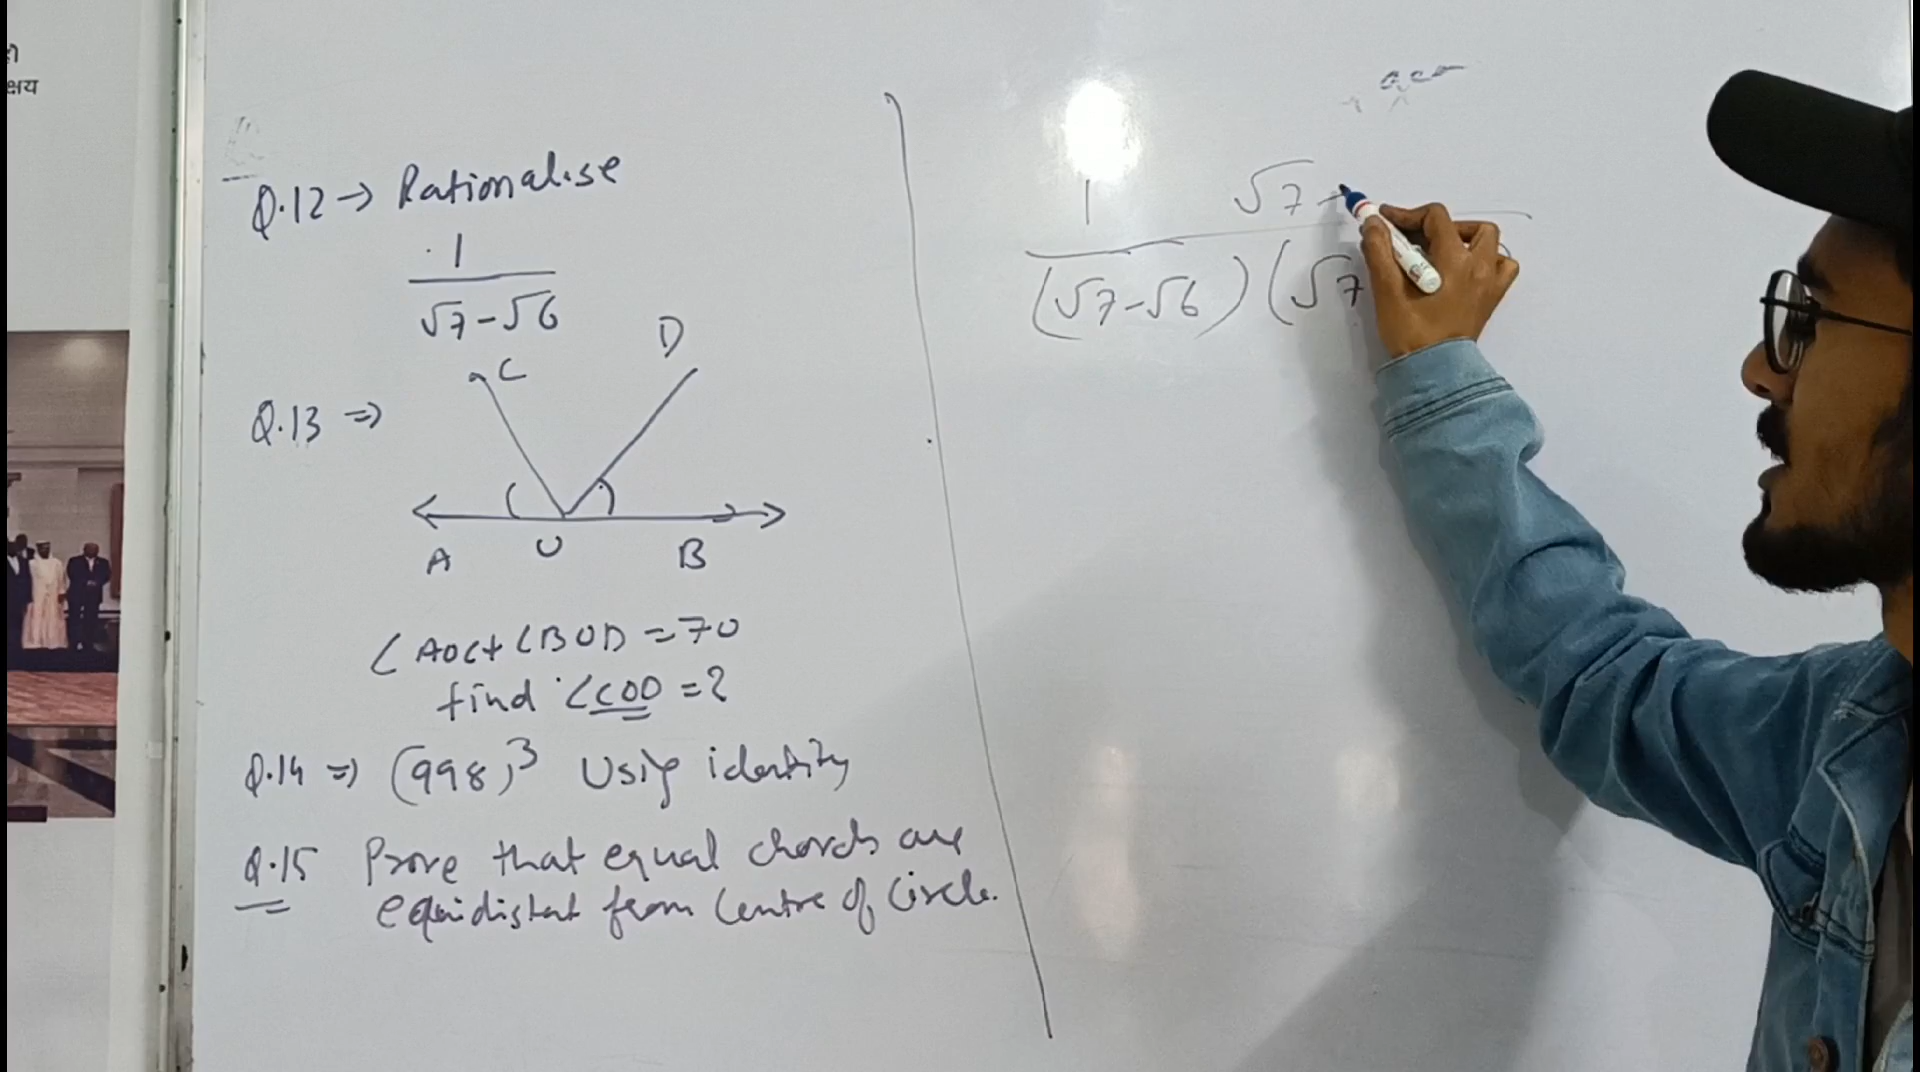 क्षय
Q.12 → Rationalise
1
√7-√6
C
D
Q.13 ⇒
A
O
B
∠AOC+∠BOD=70
find ∠COD=?
Q.14 ⇒ (998)³ Using identity
Q.15 Prove that equal chords are
equidistant from Centre of Circle.
1 √7
(√7-√6)(√7